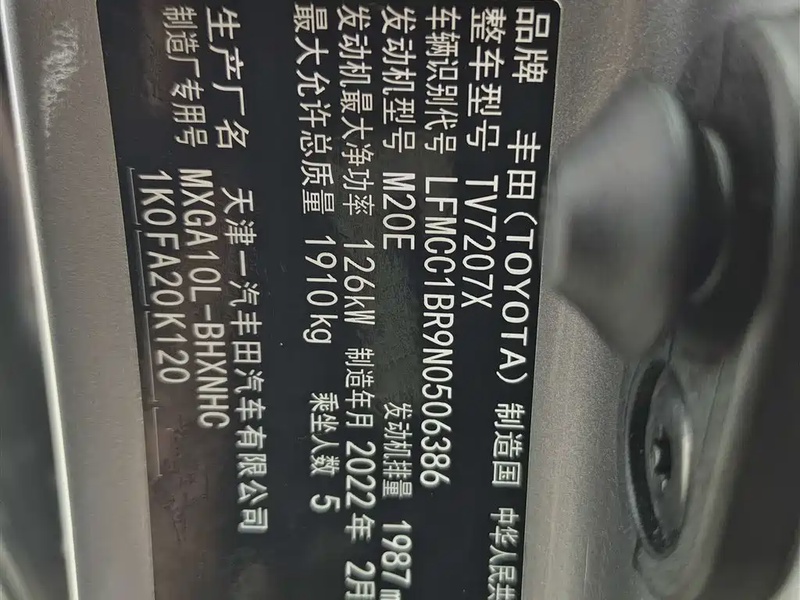 品牌 丰田(TOYOTA) 制造国 中华人民共
整车型号 TV7207X
车辆识别代号 LFMCC1BR9N0506386
发动机型号 M20E 发动机排量 1987m
发动机最大净功率 126kW 制造年月 2022年 2月
最大允许总质量 1910kg 乘坐人数 5
生产厂名 天津一汽丰田汽车有限公司
制造厂专用号 MXGA10L-BHXNHC
1K0FA20K120